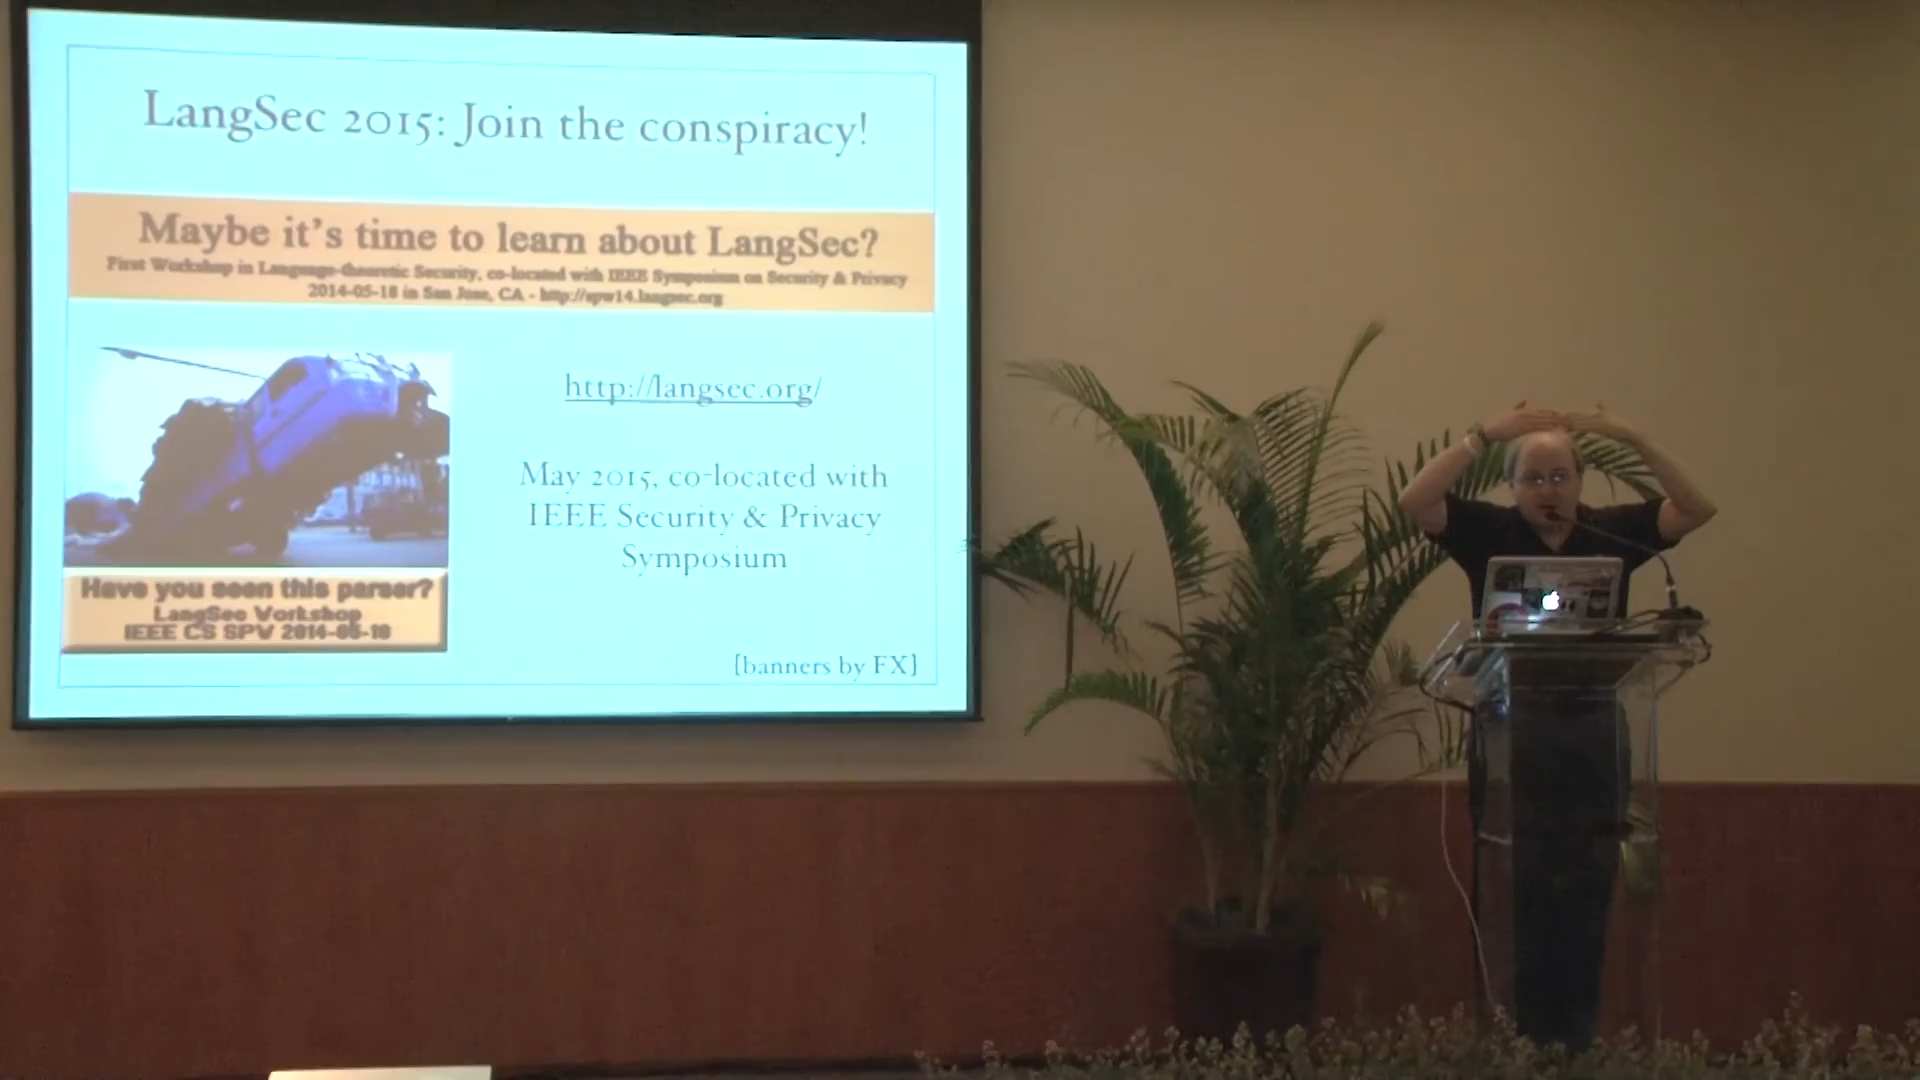 LangSec 2015: Join the conspiracy!
Maybe it's time to learn about LangSec?
First Workshop in Language-theoretic Security, co-located with IEEE Symposium on Security & Privacy
2014-05-18 in San Jose, CA - http://spw14.langsec.org
http://langsec.org/
May 2015, co-located with
IEEE Security & Privacy
Symposium
Have you seen this parser?
LangSec Workshop
IEEE CS SPW 2014-05-18
{banners by FX}